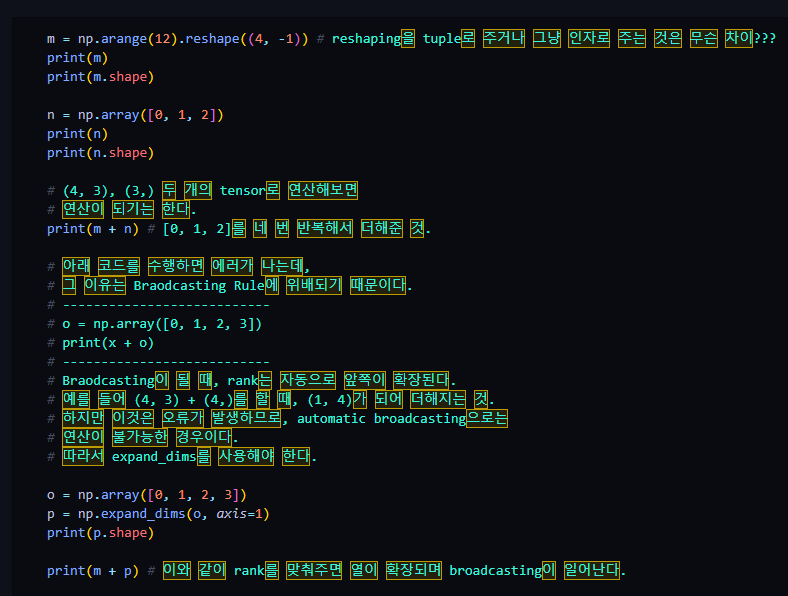 m = np.arange(12).reshape((4, -1)) # reshaping을 tuple로 주거나 그냥 인자로 주는 것은 무슨 차이???
print(m)
print(m.shape)
n = np.array([0, 1, 2])
print(n)
print(n.shape)
# (4, 3), (3,) 두 개의 tensor로 연산해보면
# 연산이 되기는 한다.
print(m + n) # [0, 1, 2]를 네 번 반복해서 더해준 것.
# 아래 코드를 수행하면 에러가 나는데,
# 그 이유는 Braodcasting Rule에 위배되기 때문이다.
# ---------------------------
# o = np.array([0, 1, 2, 3])
# print(x + o)
# ---------------------------
# Braodcasting이 될 때, rank는 자동으로 앞쪽이 확장된다.
# 예를 들어 (4, 3) + (4,)를 할 때, (1, 4)가 되어 더해지는 것.
# 하지만 이것은 오류가 발생하므로, automatic broadcasting으로는
# 연산이 불가능한 경우이다.
# 따라서 expand_dims를 사용해야 한다.
o = np.array([0, 1, 2, 3])
p = np.expand_dims(o, axis=1)
print(p.shape)
print(m + p) # 이와 같이 rank를 맞춰주면 열이 확장되며 broadcasting이 일어난다.